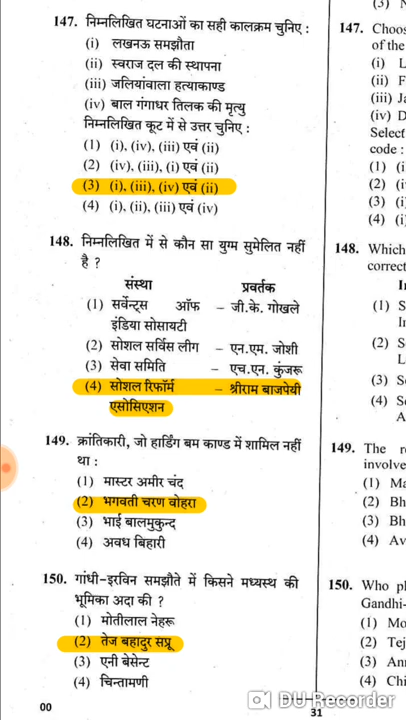 (3) N
147. निम्नलिखित घटनाओं का सही कालक्रम चुनिए :
(i) लखनऊ समझौता
(ii) स्वराज दल की स्थापना
(iii) जलियांवाला हत्याकाण्ड
(iv) बाल गंगाधर तिलक की मृत्यु
निम्नलिखित कूट में से उत्तर चुनिए :
(1) (i), (iv), (iii) एवं (ii)
(2) (iv), (iii), (i) एवं (ii)
(3) (i), (iii), (iv) एवं (ii)
(4) (i), (ii), (iii) एवं (iv)
148. निम्नलिखित में से कौन सा युग्म सुमेलित नहीं
है ?
संस्था प्रवर्तक
(1) सर्वेन्ट्स ऑफ – जी.के. गोखले
इंडिया सोसायटी
(2) सोशल सर्विस लीग – एन.एम. जोशी
(3) सेवा समिति – एच.एन. कुंजरू
(4) सोशल रिफॉर्म – श्रीराम बाजपेयी
एसोसिएशन
149. क्रांतिकारी, जो हार्डिंग बम काण्ड में शामिल नहीं
था :
(1) मास्टर अमीर चंद
(2) भगवती चरण वोहरा
(3) भाई बालमुकुन्द
(4) अवध बिहारी
150. गांधी–इरविन समझौते में किसने मध्यस्थ की
भूमिका अदा की ?
(1) मोतीलाल नेहरू
(2) तेज बहादुर सप्रू
(3) एनी बेसेन्ट
(4) चिन्तामणी
00
31
147. Choos
of the
(i) L
(ii) F
(iii) Ja
(iv) D
Select
code :
(1) (i
(2) (i
(3) (i
(4) (i
148. Which
correct
(1) S
(2) S
L
(3) S
(4) S
A
149. The r
involve
(1) Ma
(2) Bh
(3) Bh
(4) Av
150. Who pl
Gandhi-
(1) Mo
(2) Tej
(3) Ann
(4) Chi
DU Recorder